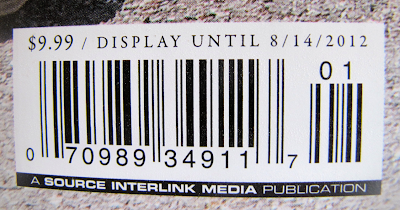 $9.99 / DISPLAY UNTIL 8/14/2012
01
0 70989 34911 7
A SOURCE INTERLINK MEDIA PUBLICATION